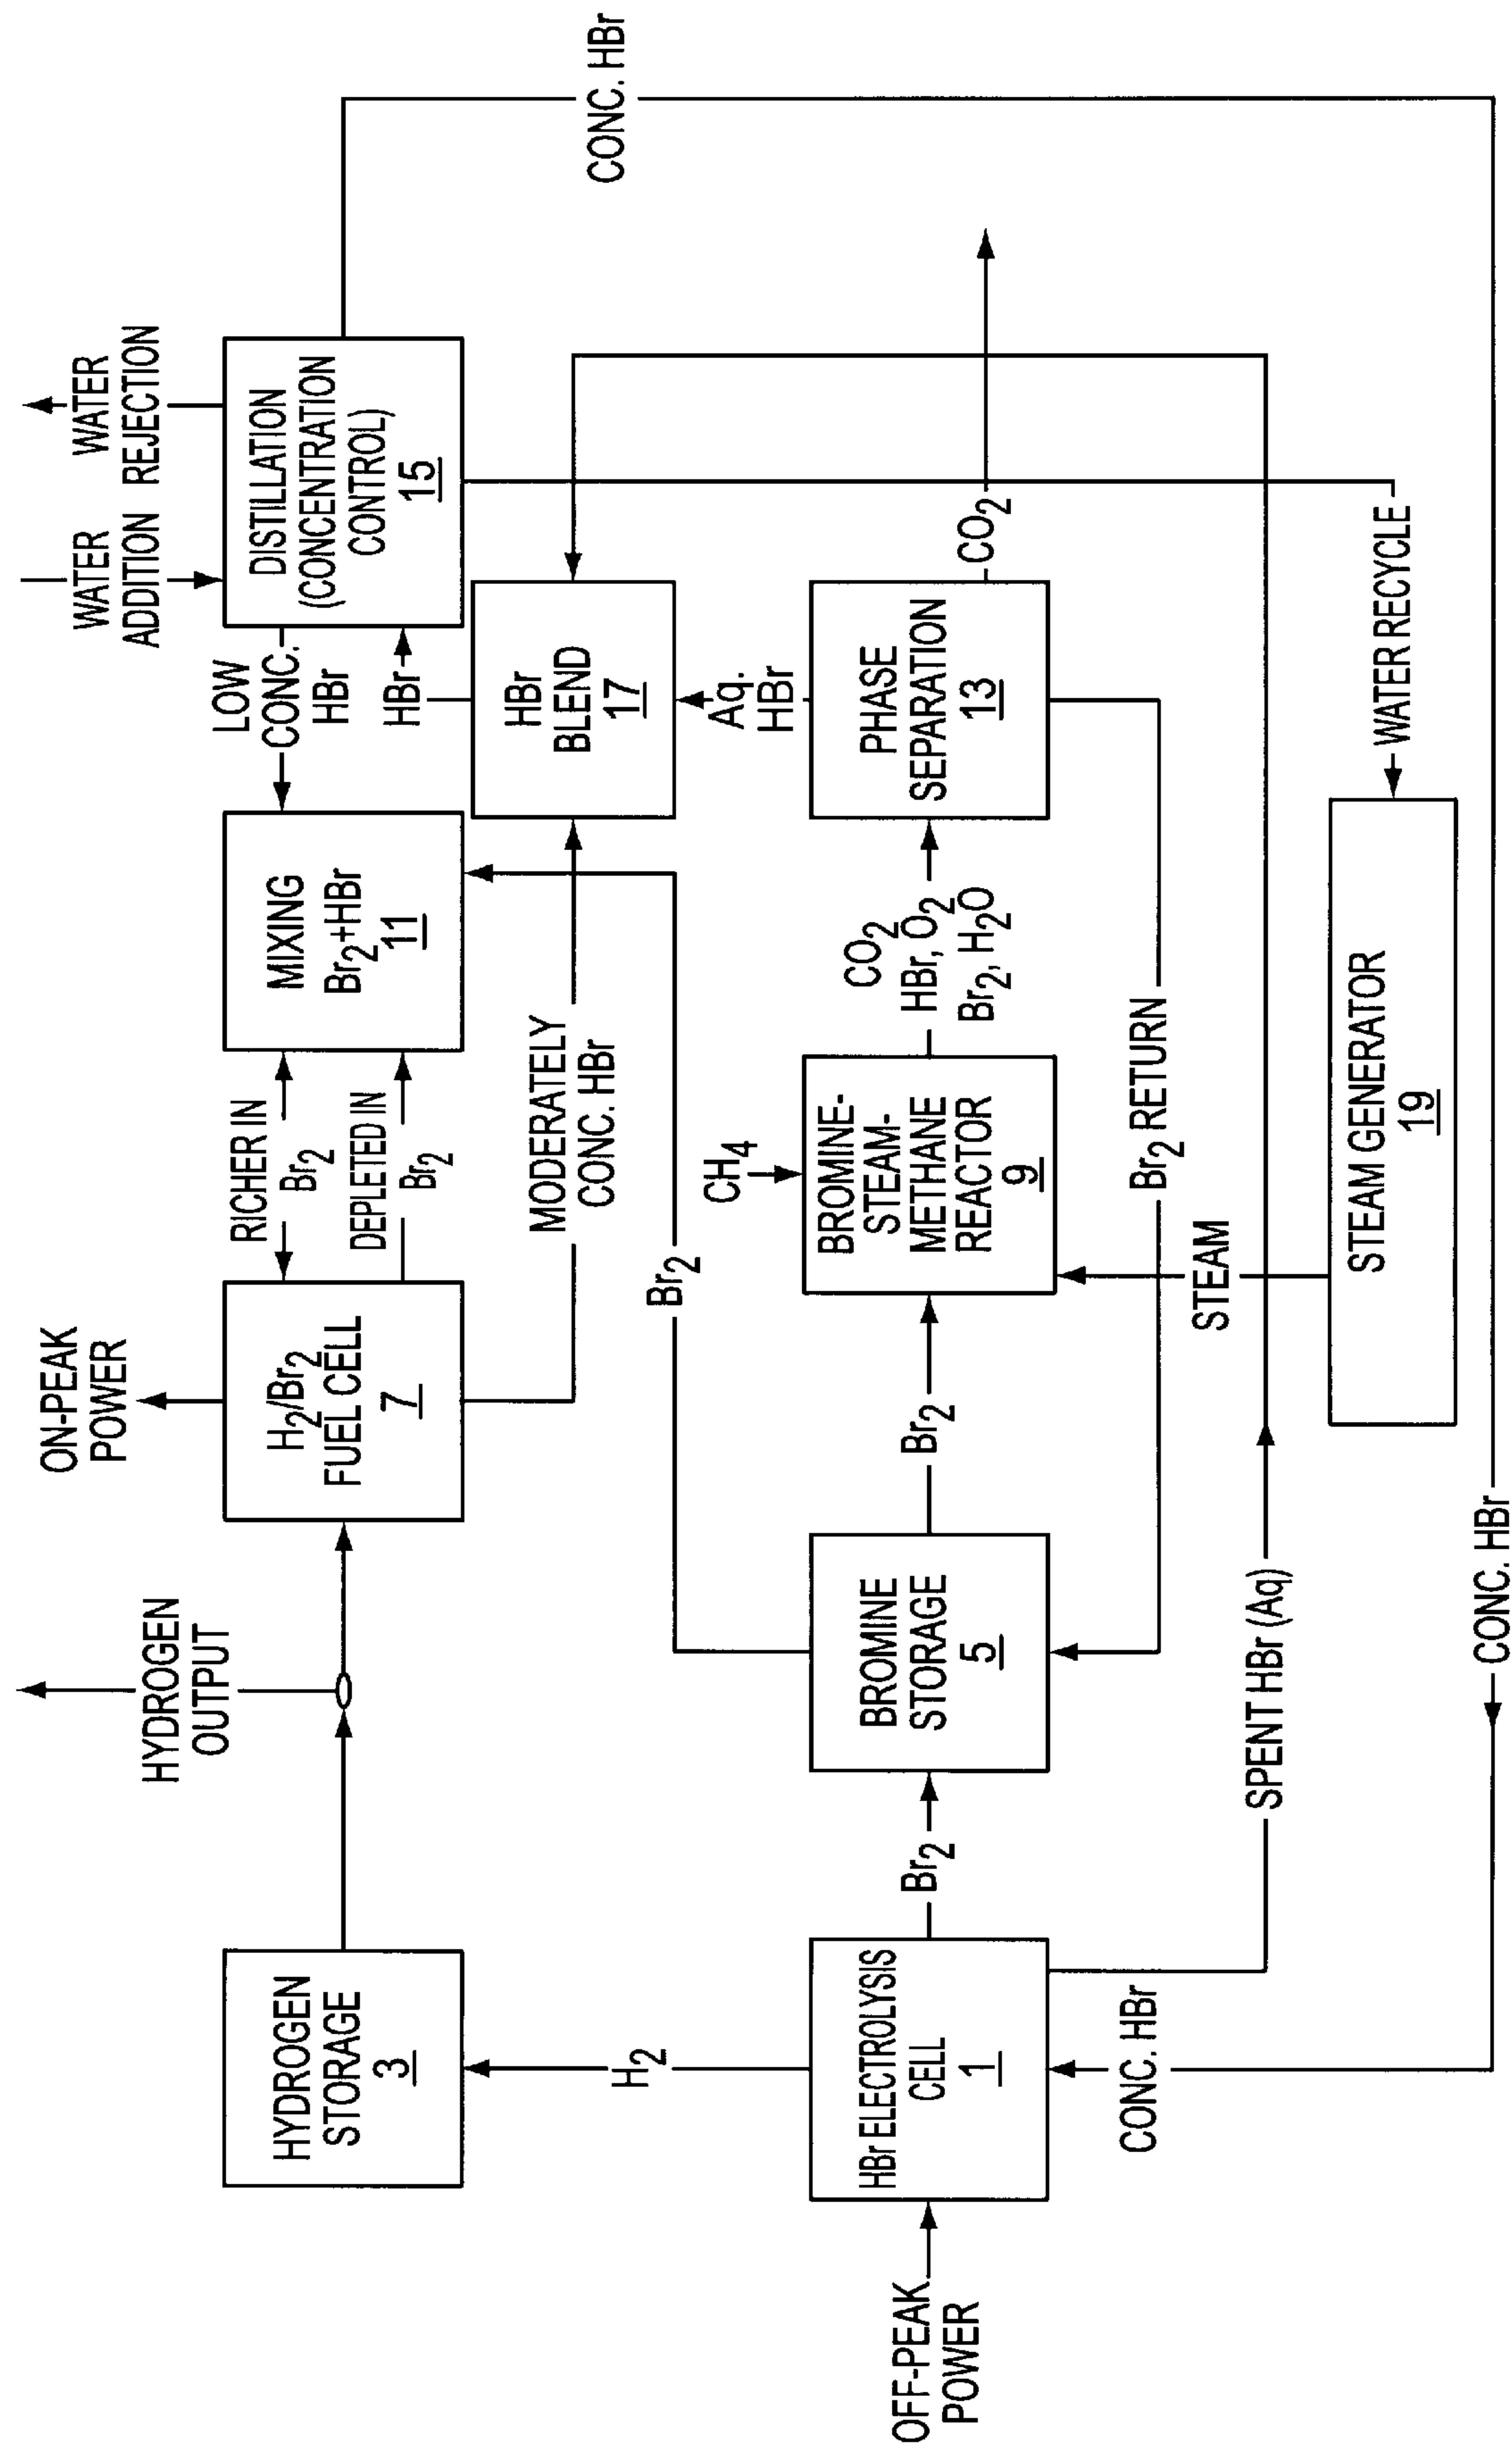 HYDROGEN
OUTPUT
ON-PEAK
POWER
WATER
ADDITION
WATER
REJECTION
HYDROGEN
STORAGE
3
H2/Br2
FUEL CELL
7
RICHER IN
Br2
DEPLETED IN
Br2
MIXING
Br2+HBr
11
LOW
CONC.
HBr
HBr
DISTILLATION
(CONCENTRATION
CONTROL)
15
CONC. HBr
MODERATELY
CONC. HBr
HBr
BLEND
17
H2
Br2
CH4
Aq.
HBr
OFF-PEAK
POWER
HBr ELECTROLYSIS
CELL
1
Br2
BROMINE
STORAGE
5
Br2
BROMINE-
STEAM-
METHANE
REACTOR
9
CO2
HBr, O2
Br2, H2O
PHASE
SEPARATION
13
CO2
CONC. HBr
Br2 RETURN
STEAM
SPENT HBr (Aq)
STEAM GENERATOR
19
WATER RECYCLE
CONC. HBr